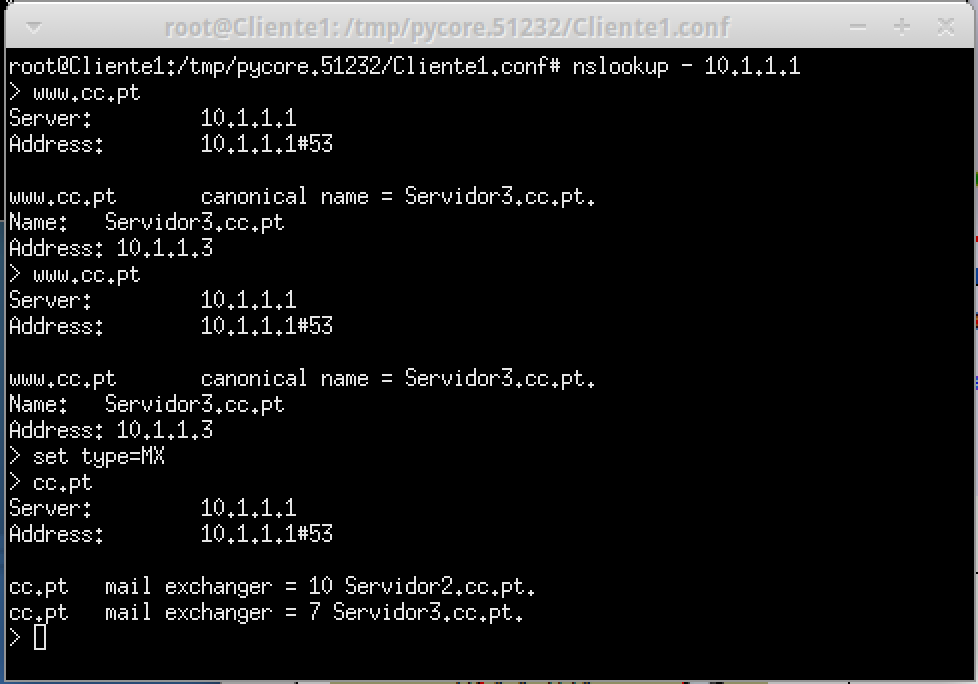 root@Cliente1: /tmp/pycore.51232/Cliente1.conf
root@Cliente1:/tmp/pycore.51232/Cliente1.conf# nslookup - 10.1.1.1
> www.cc.pt
Server: 10.1.1.1
Address: 10.1.1.1#53
www.cc.pt canonical name = Servidor3.cc.pt.
Name: Servidor3.cc.pt
Address: 10.1.1.3
> www.cc.pt
Server: 10.1.1.1
Address: 10.1.1.1#53
www.cc.pt canonical name = Servidor3.cc.pt.
Name: Servidor3.cc.pt
Address: 10.1.1.3
> set type=MX
> cc.pt
Server: 10.1.1.1
Address: 10.1.1.1#53
cc.pt mail exchanger = 10 Servidor2.cc.pt.
cc.pt mail exchanger = 7 Servidor3.cc.pt.
>